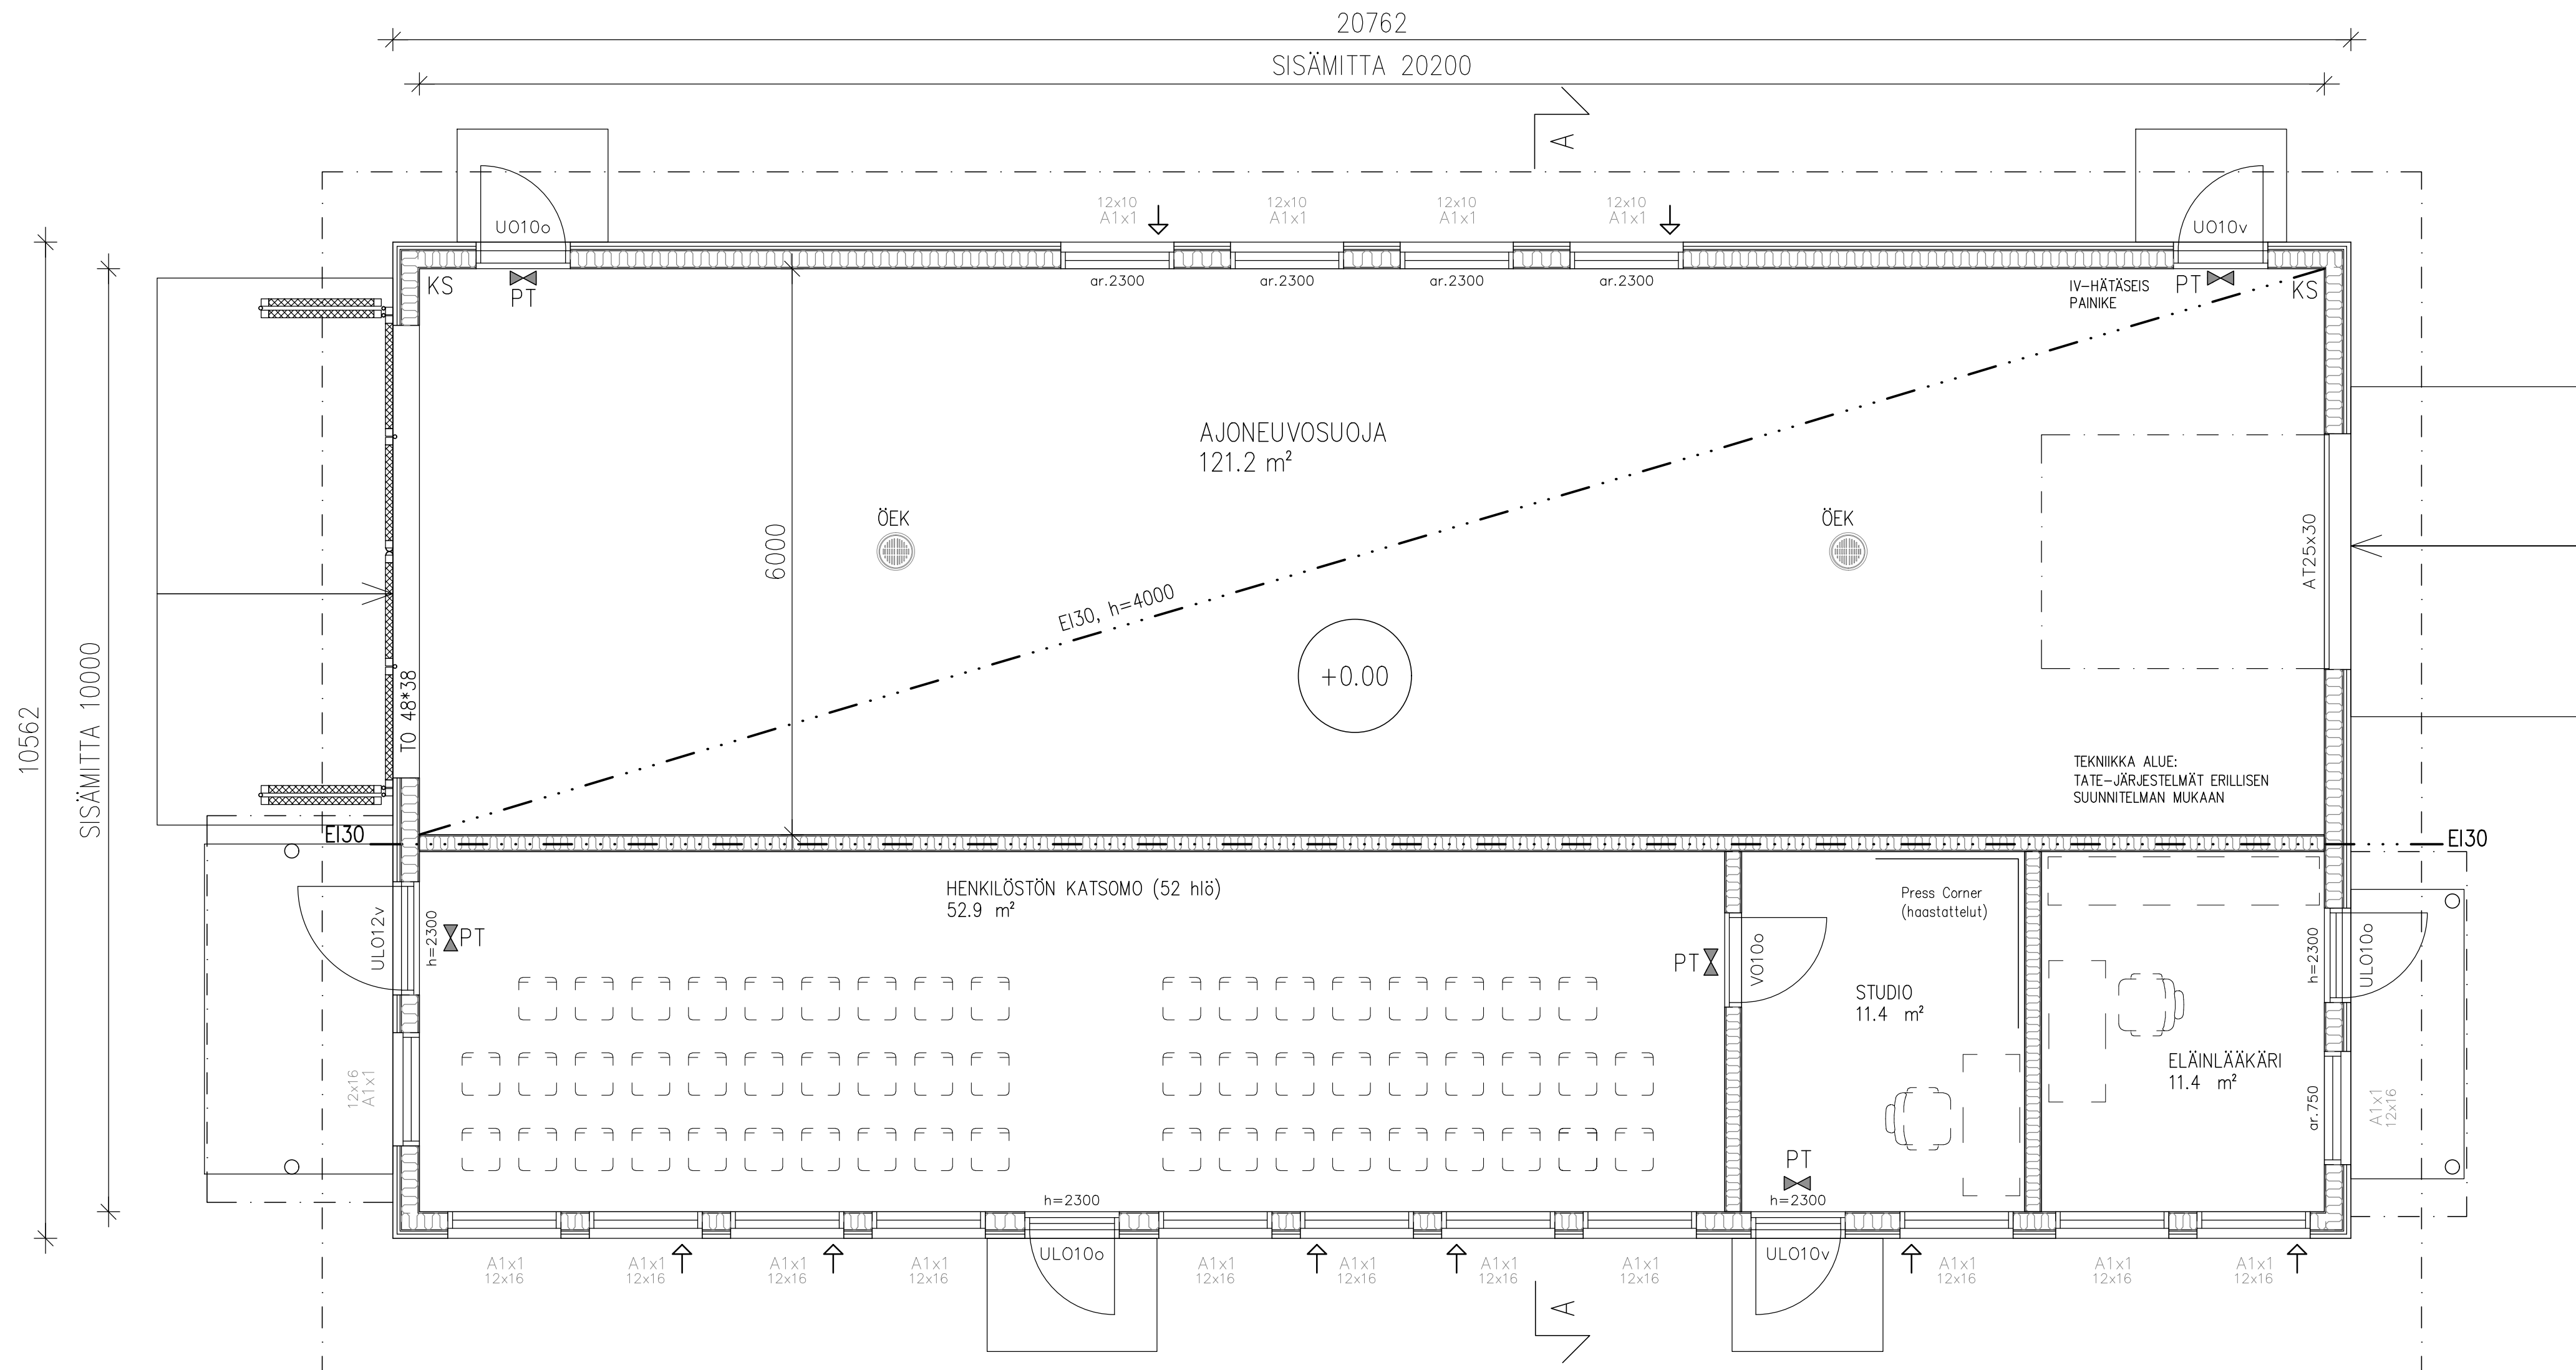 20762
SISÄMITTA 20200
A
UO10o
12x10
A1x1
12x10
A1x1
12x10
A1x1
12x10
A1x1
UO10v
KS
PT
ar.2300
ar.2300
ar.2300
ar.2300
IV-HÄTÄSEIS
PAINIKE
PT
KS
AJONEUVOSUOJA
121.2 m²
ÖEK
ÖEK
6000
AT25x30
EI30, h=4000
+0.00
10562
SISÄMITTA 10000
TO 48*38
TEKNIIKKA ALUE:
TATE-JÄRJESTELMÄT ERILLISEN
SUUNNITELMAN MUKAAN
EI30
EI30
HENKILÖSTÖN KATSOMO (52 hlö)
52.9 m²
Press Corner
(haastattelut)
ULO12v
h=2300
PT
PT
VO10o
STUDIO
11.4 m²
h=2300
ULO10o
ELÄINLÄÄKÄRI
11.4 m²
12x16
A1x1
ar.750
A1x1
12x16
PT
h=2300
h=2300
ULO10o
ULO10v
A1x1
12x16
A1x1
12x16
A1x1
12x16
A1x1
12x16
A1x1
12x16
A1x1
12x16
A1x1
12x16
A1x1
12x16
A1x1
12x16
A1x1
12x16
A1x1
12x16
A